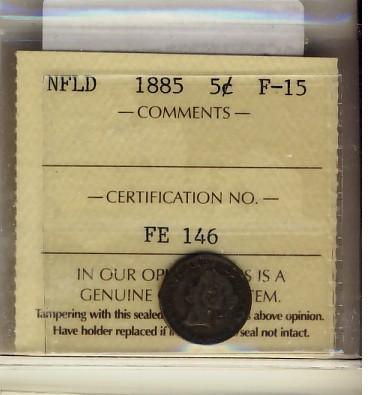 NFLD 1885 5¢ F-15
— COMMENTS —
— CERTIFICATION NO. —
FE 146
IN OUR IS A
GENUINE
Tampering with this sealed above opinion.
Have holder replaced if seal not intact.